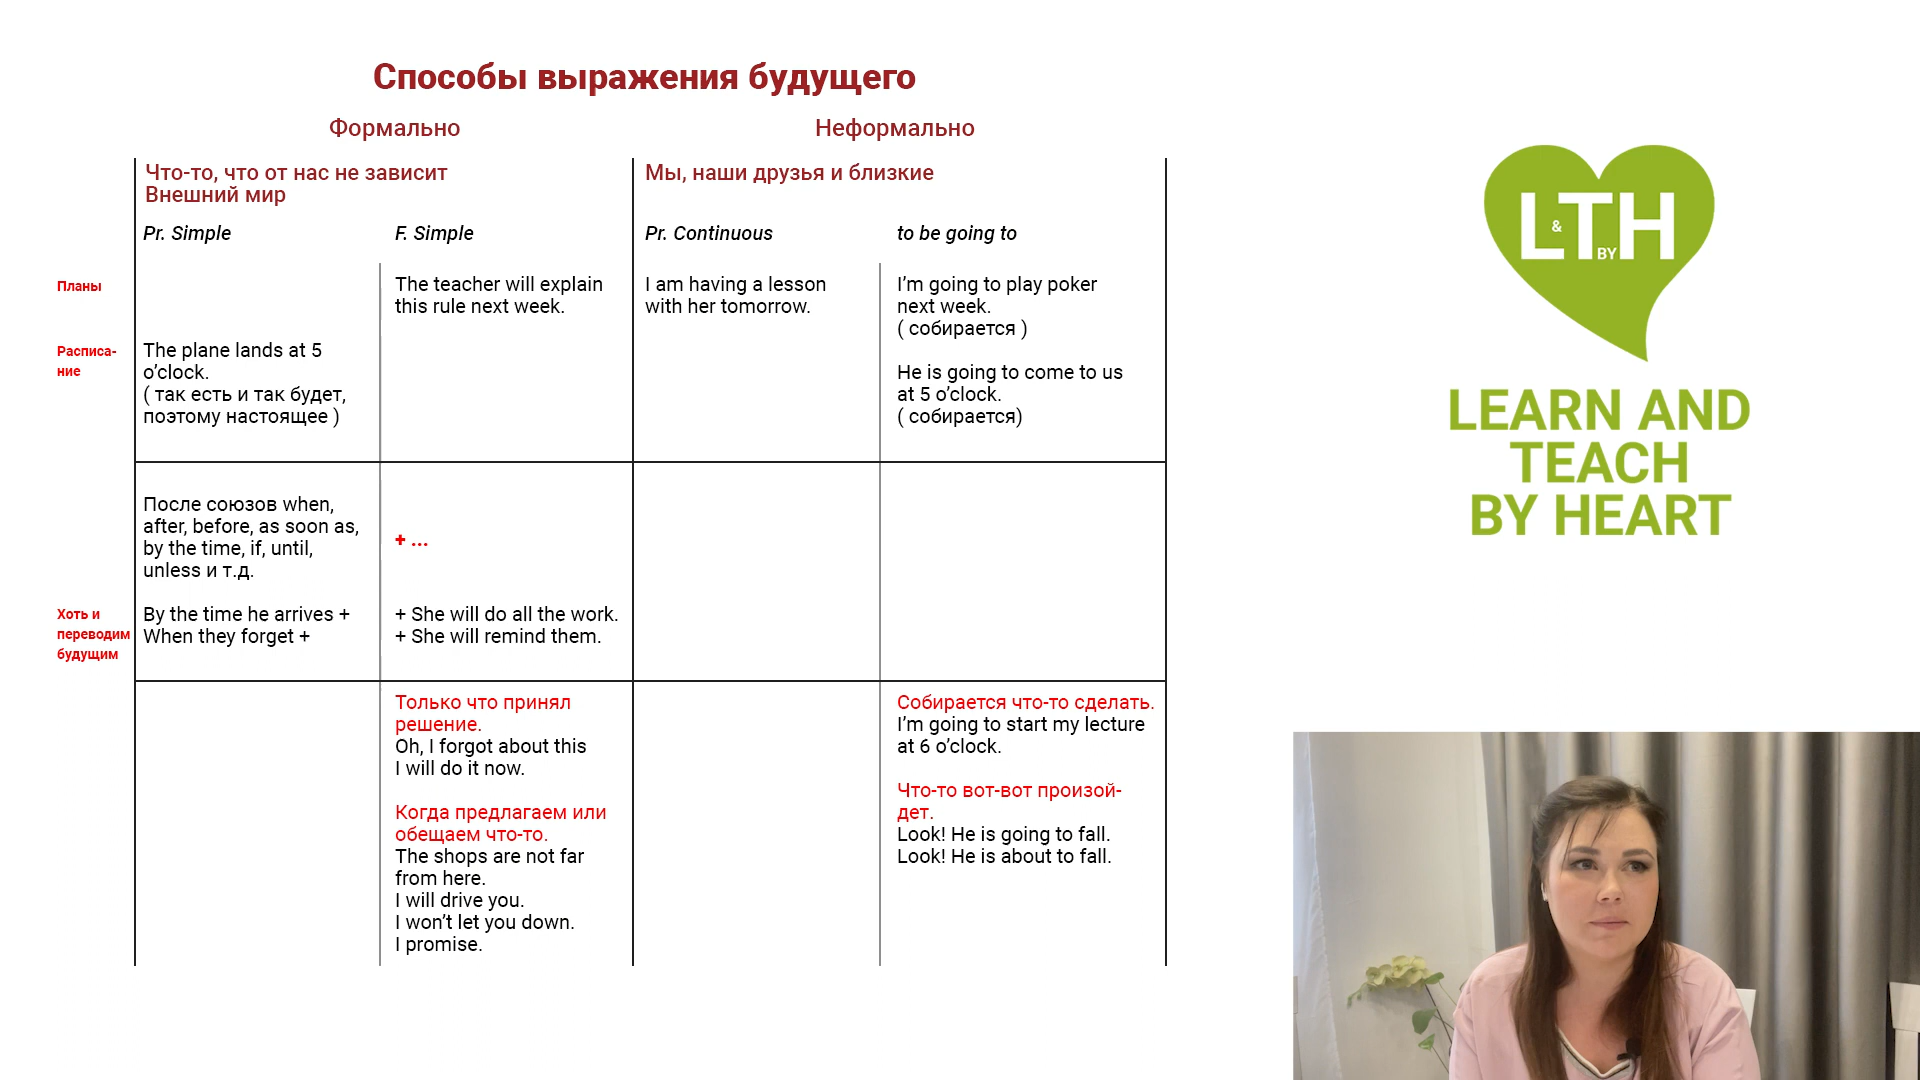 Способы выражения будущего
Формально
Неформально
Что-то, что от нас не зависит
Внешний мир
Мы, наши друзья и близкие
Pr. Simple
F. Simple
Pr. Continuous
to be going to
Планы
The teacher will explain
this rule next week.
I am having a lesson
with her tomorrow.
I’m going to play poker
next week.
( собирается )
Расписа-
ние
The plane lands at 5
o’clock.
( так есть и так будет,
поэтому настоящее )
He is going to come to us
at 5 o’clock.
( собирается)
После союзов when,
after, before, as soon as,
by the time, if, until,
unless и т.д.
+ ...
Хоть и
переводим
будущим
By the time he arrives +
When they forget +
+ She will do all the work.
+ She will remind them.
Только что принял
решение.
Oh, I forgot about this
I will do it now.
Когда предлагаем или
обещаем что-то.
The shops are not far
from here.
I will drive you.
I won’t let you down.
I promise.
Собирается что-то сделать.
I’m going to start my lecture
at 6 o’clock.
Что-то вот-вот произой-
дет.
Look! He is going to fall.
Look! He is about to fall.
L&TBYH
LEARN AND
TEACH
BY HEART